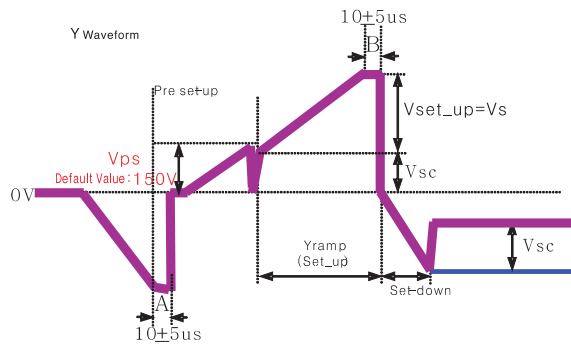 10±5us
Y Waveform
B
Pre set-up
Vset_up=Vs
Vps
Vsc
Default Value:150V
0V
Yramp
(Set_up)
Vsc
Set-down
A
10±5us